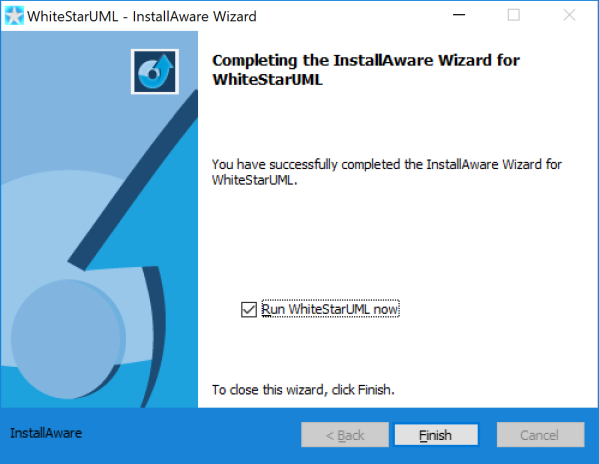 WhiteStarUML - InstallAware Wizard
Completing the InstallAware Wizard for
WhiteStarUML
You have successfully completed the InstallAware Wizard for
WhiteStarUML.
Run WhiteStarUML now
To close this wizard, click Finish.
InstallAware
< Back
Finish
Cancel